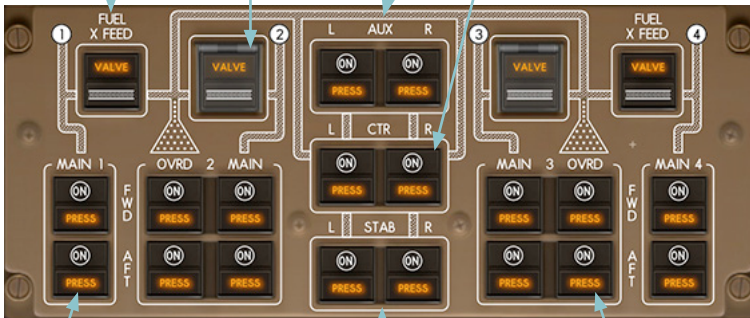 FUEL X FEED L AUX R FUEL X FEED
1 2 3 4
VALVE VALVE VALVE VALVE
ON ON
PRESS PRESS
L CTR R
ON ON
PRESS PRESS
MAIN 1 OVRD 2 MAIN MAIN 3 OVRD MAIN 4
ON ON ON ON ON ON
FWD FWD
PRESS PRESS PRESS PRESS PRESS PRESS
L STAB R
ON ON ON ON ON ON ON ON
AFT AFT
PRESS PRESS PRESS PRESS PRESS PRESS PRESS PRESS